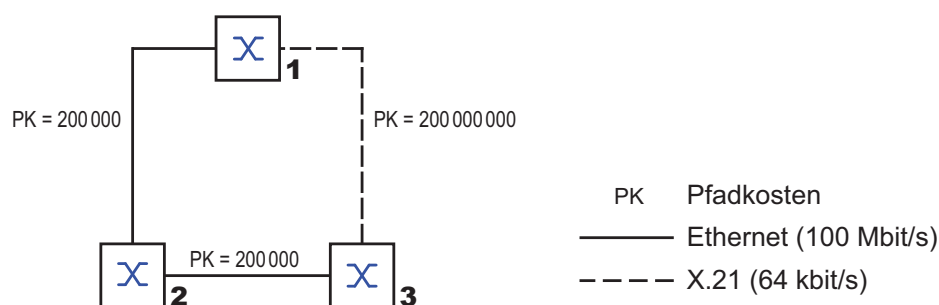 1
PK = 200 000
PK = 200 000 000
PK Pfadkosten
Ethernet (100 Mbit/s)
PK = 200 000
X.21 (64 kbit/s)
2
3